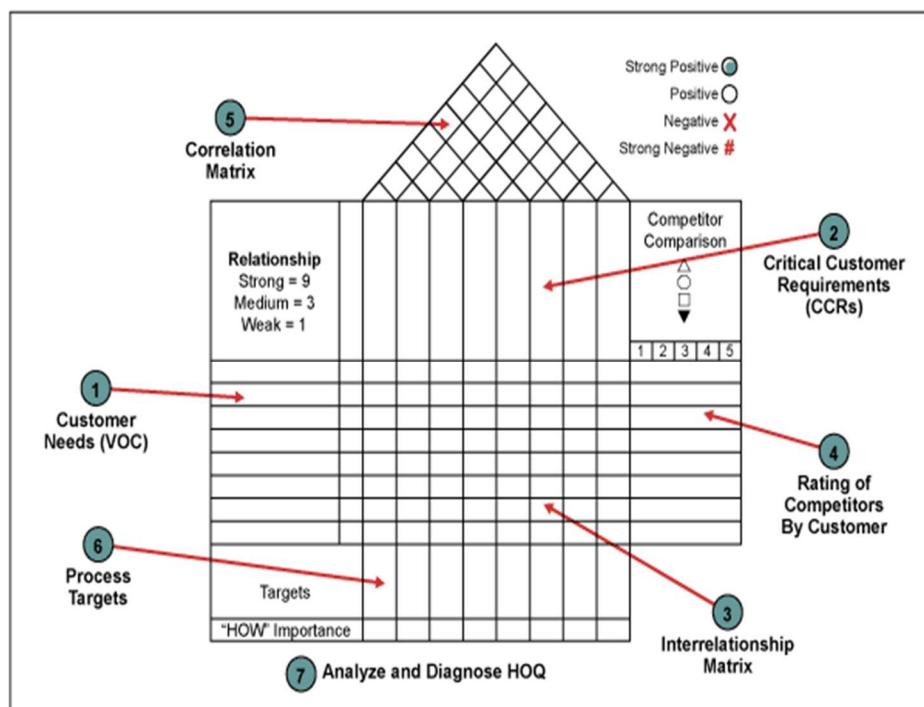 Strong Positive
Positive
Negative X
Strong Negative #
5
Correlation
Matrix
Relationship
Strong = 9
Medium = 3
Weak = 1
Competitor
Comparison
1 2 3 4 5
2
Critical Customer
Requirements
(CCRs)
1
Customer
Needs (VOC)
4
Rating of
Competitors
By Customer
6
Process
Targets
Targets
"HOW" Importance
3
Interrelationship
Matrix
7 Analyze and Diagnose HOQ